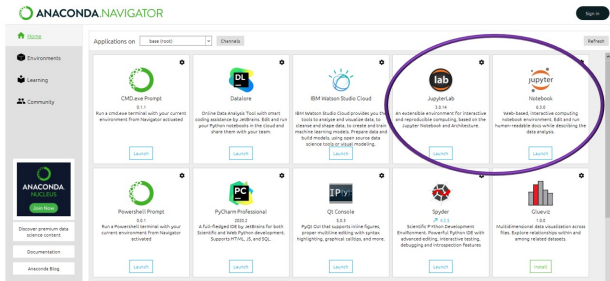 ANACONDA.NAVIGATOR
Sign in
Home
Environments
Learning
Community
Applications on
base (root)
Channels
Refresh
CMD.exe Prompt
0.1.1
Run a cmd.exe terminal with your current
environment from Navigator activated
Launch
DL
Datalore
Online Data Analysis Tool with smart
coding assistance by JetBrains. Edit and run
your Python notebooks in the cloud and
share them with your team.
Launch
IBM Watson Studio Cloud
IBM Watson Studio Cloud provides you the
tools to analyze and visualize data, to
cleanse and shape data, to create and train
machine learning models. Prepare data and
build models, using open source data
science tools or visual modeling.
Launch
lab
JupyterLab
3.0.14
An extensible environment for interactive
and reproducible computing, based on the
Jupyter Notebook and Architecture.
Launch
jupyter
Notebook
6.3.0
Web-based, interactive computing
notebook environment. Edit and run
human-readable docs while describing the
data analysis.
Launch
Powershell Prompt
0.0.1
Run a Powershell terminal with your
current environment from Navigator
activated
Launch
PC
PyCharm Professional
2020.2
A full-fledged IDE by JetBrains for both
Scientific and Web Python development.
Supports HTML, JS, and SQL.
Launch
IP[y]:
Qt Console
5.0.3
PyQt GUI that supports inline figures,
proper multiline editing with syntax
highlighting, graphical calltips, and more.
Launch
Spyder
4.2.5
Scientific PYthon Development
EnviRonment. Powerful Python IDE with
advanced editing, interactive testing,
debugging and introspection features
Launch
Glueviz
1.0.0
Multidimensional data visualization across
files. Explore relationships within and
among related datasets.
Install
ANACONDA.
NUCLEUS
Join Now
Discover premium data
science content
Documentation
Anaconda Blog